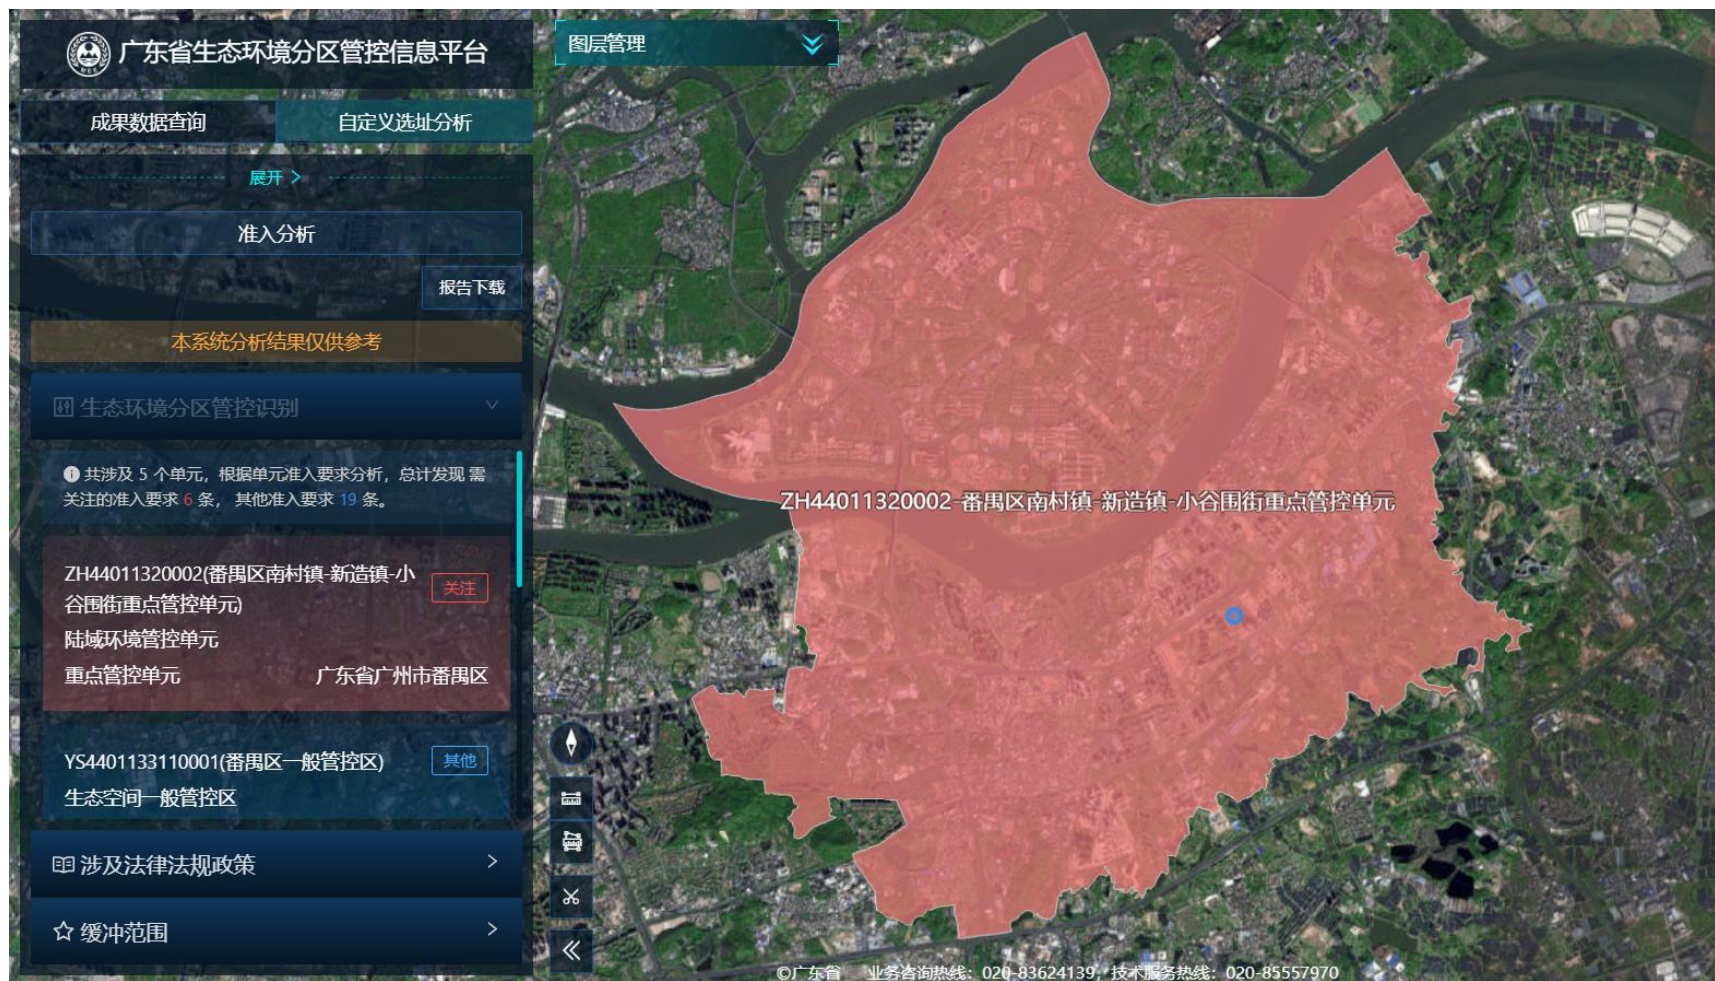 广东省生态环境分区管控信息平台
成果数据查询
自定义选址分析
展开 >
准入分析
报告下载
本系统分析结果仅供参考
生态环境分区管控识别
共涉及 5 个单元，根据单元准入要求分析，总计发现 需
关注的准入要求 6 条， 其他准入要求 19 条。
ZH44011320002(番禺区南村镇-新造镇-小
谷围街重点管控单元)
关注
陆域环境管控单元
重点管控单元
广东省广州市番禺区
YS4401133110001(番禺区一般管控区)
其他
生态空间一般管控区
涉及法律法规政策
缓冲范围
图层管理
ZH44011320002-番禺区南村镇-新造镇-小谷围街重点管控单元
©广东省 业务咨询热线：020-83624139，技术服务热线：020-85557970